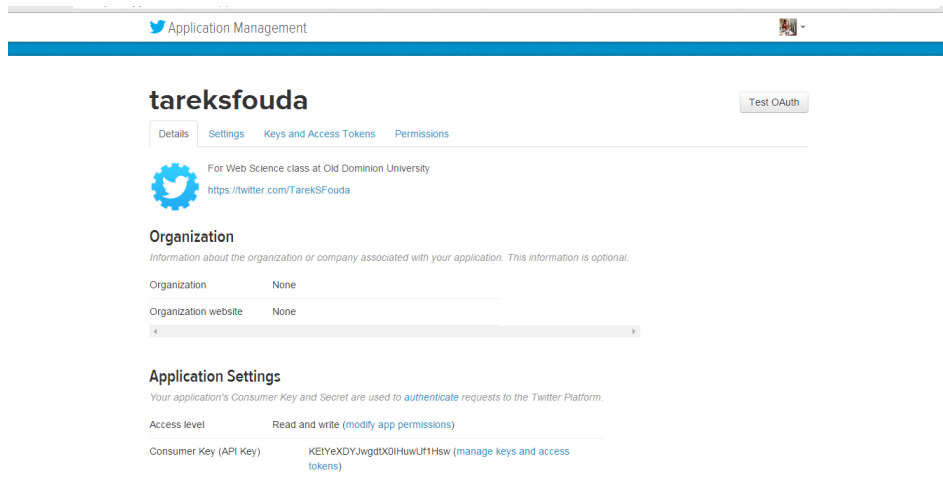 Application Management
tareksfouda
Test OAuth
Details Settings Keys and Access Tokens Permissions
For Web Science class at Old Dominion University
https://twitter.com/TarekSFouda
Organization
Information about the organization or company associated with your application. This information is optional.
Organization None
Organization website None
Application Settings
Your application's Consumer Key and Secret are used to authenticate requests to the Twitter Platform.
Access level Read and write (modify app permissions)
Consumer Key (API Key) KEtYeXDYJwgdtX0IHuwUf1Hsw (manage keys and access
tokens)